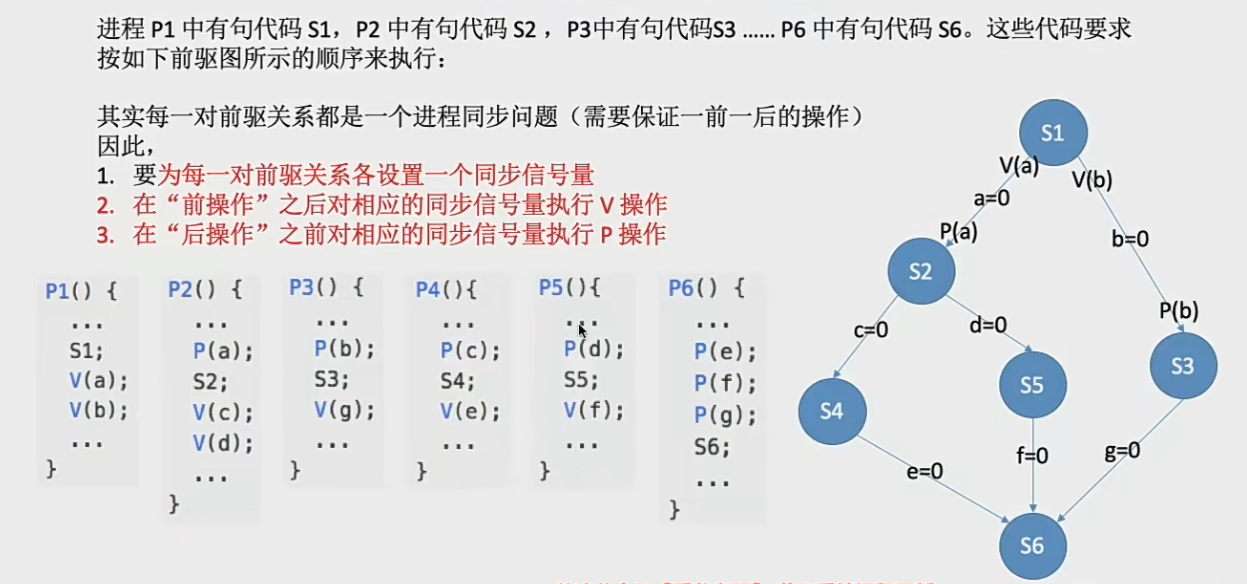 进程 P1 中有句代码 S1，P2 中有句代码 S2 ，P3中有句代码S3 …… P6 中有句代码 S6。这些代码要求
按如下前驱图所示的顺序来执行：
其实每一对前驱关系都是一个进程同步问题（需要保证一前一后的操作）
因此，
1. 要为每一对前驱关系各设置一个同步信号量
2. 在“前操作”之后对相应的同步信号量执行 V 操作
3. 在“后操作”之前对相应的同步信号量执行 P 操作
P1() {
...
S1;
V(a);
V(b);
...
}
P2() {
...
P(a);
S2;
V(c);
V(d);
...
}
P3() {
...
P(b);
S3;
V(g);
...
}
P4(){
...
P(c);
S4;
V(e);
...
}
P5(){
...
P(d);
S5;
V(f);
...
}
P6() {
...
P(e);
P(f);
P(g);
S6;
...
}
S1
V(a)
V(b)
a=0
P(a)
b=0
S2
P(b)
c=0
d=0
S3
S5
S4
f=0
g=0
e=0
S6